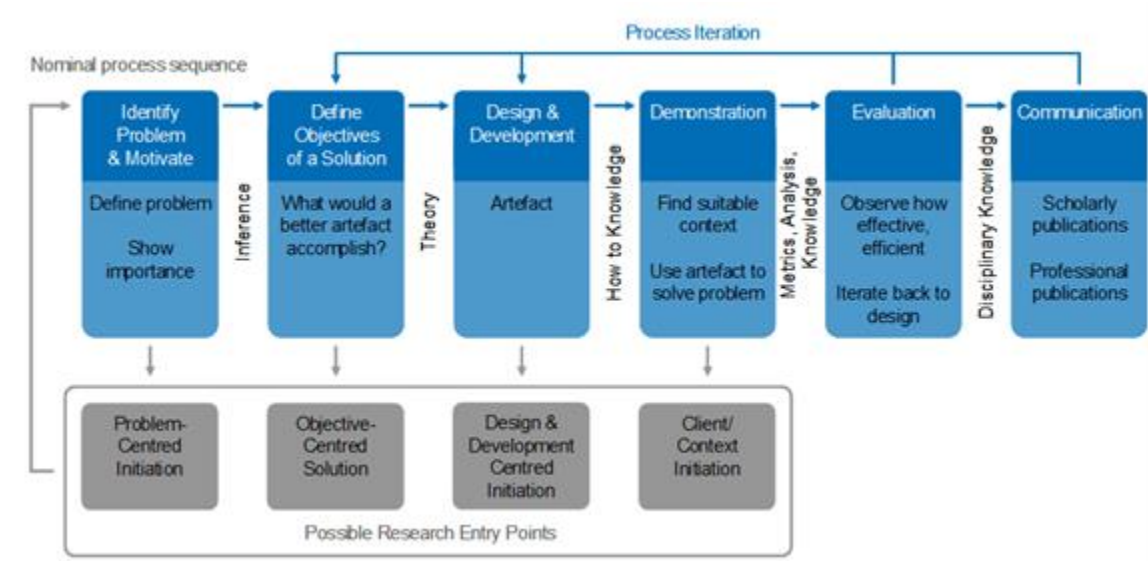 Process Iteration
Nominal process sequence
Identify
Problem
& Motivate
Define problem
Show
importance
Inference
Define
Objectives
of a Solution
What would a
better artefact
accomplish?
Theory
Design &
Development
Artefact
How to Knowledge
Demonstration
Find suitable
context
Use artefact to
solve problem
Metrics, Analysis,
Knowledge
Evaluation
Observe how
effective,
efficient
Iterate back to
design
Disciplinary Knowledge
Communication
Scholarly
publications
Professional
publications
Problem-
Centred
Initiation
Objective-
Centred
Solution
Design &
Development
Centred
Initiation
Client/
Context
Initiation
Possible Research Entry Points